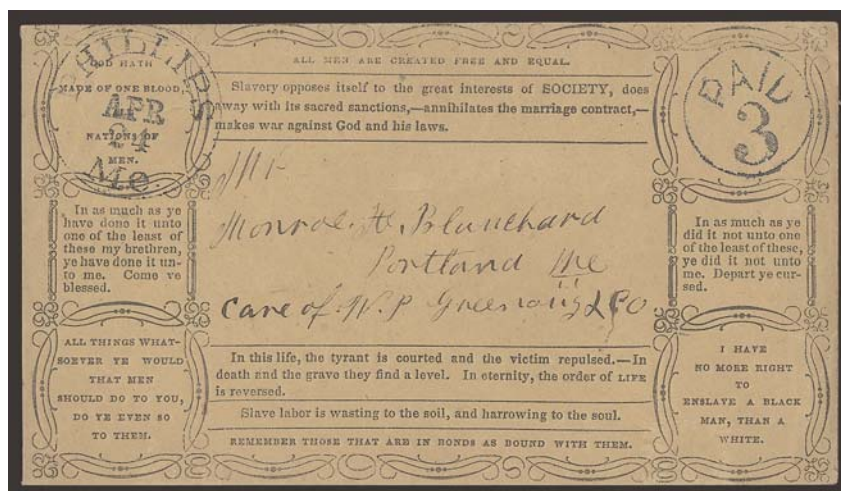 PHILLIPS
APR
24
Me.
GOD HATH
MADE OF ONE BLOOD,
NATIONS OF
MEN.
ALL MEN ARE CREATED FREE AND EQUAL.
Slavery opposes itself to the great interests of SOCIETY, does
away with its sacred sanctions,—annihilates the marriage contract,—
makes war against God and his laws.
PAID
3
In as much as ye
have done it unto
one of the least of
these my brethren,
ye have done it un-
to me. Come ye
blessed.
Mr
Monroe. H. Blanchard
Portland Me
care of W. P
In as much as ye
did it not unto one
of the least of these,
ye did it not unto
me. Depart ye cur-
sed.
ALL THINGS WHAT-
SOEVER YE WOULD
THAT MEN
SHOULD DO TO YOU,
DO YE EVEN SO
TO THEM.
In this life, the tyrant is courted and the victim repulsed.—In
death and the grave they find a level. In eternity, the order of LIFE
is reversed.
Slave labor is wasting to the soil, and harrowing to the soul.
REMEMBER THOSE THAT ARE IN BONDS AS BOUND WITH THEM.
I HAVE
NO MORE RIGHT
TO
ENSLAVE A BLACK
MAN, THAN A
WHITE.